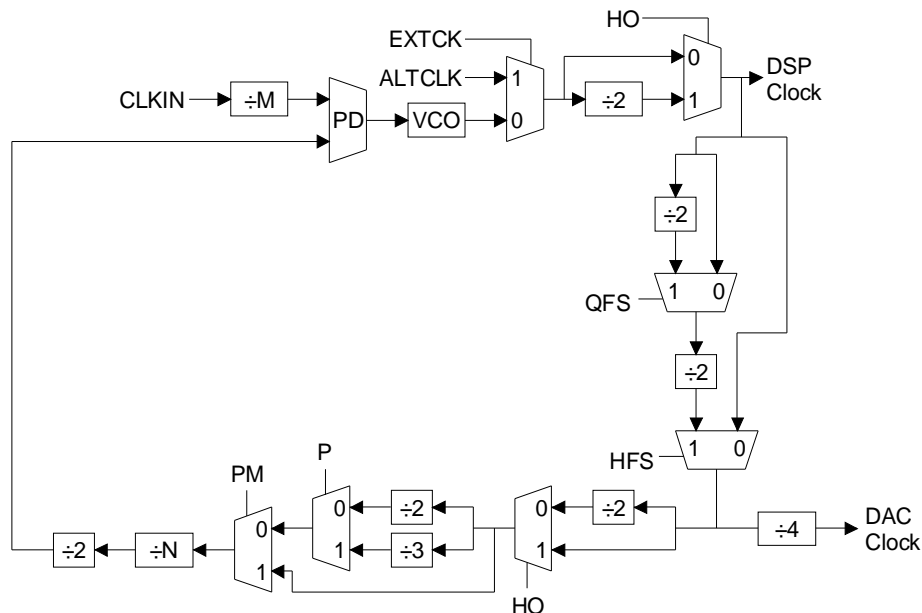 HO
EXTCK
DSP
Clock
ALTCLK
0
1
CLKIN
÷M
÷2
1
PD
VCO
0
÷2
1 0
QFS
÷2
1 0
HFS
P
PM
0
÷2
0
÷2
DAC
Clock
0
÷2
÷N
1
÷3
1
÷4
1
HO